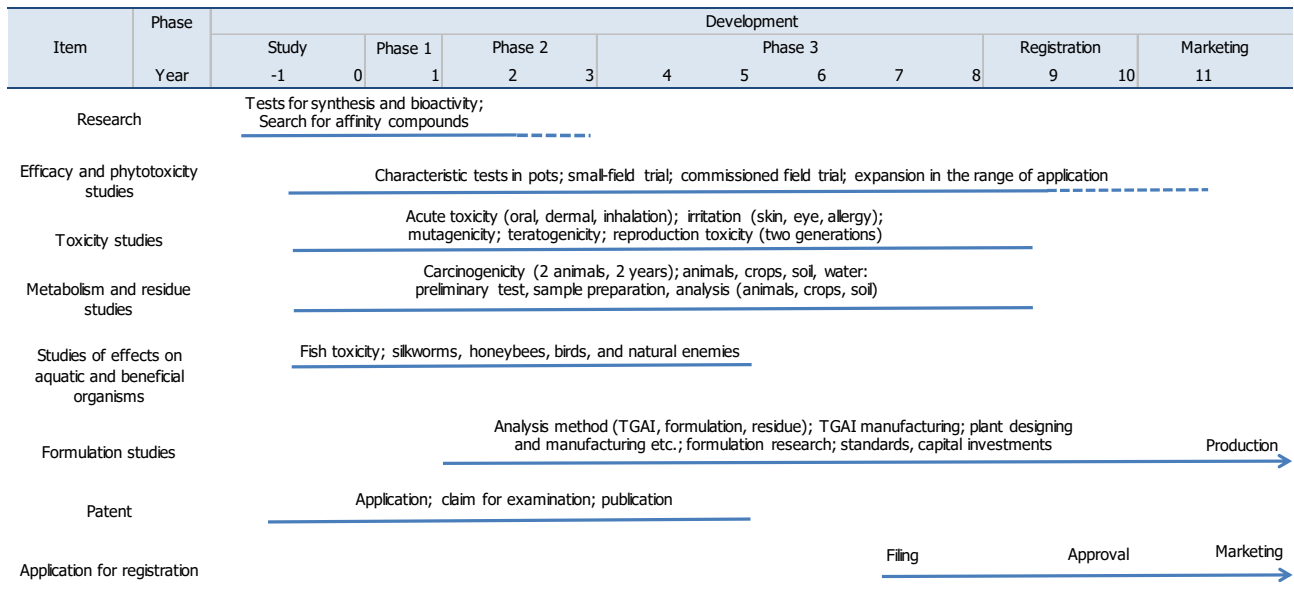 Phase
Development
Item
Study
Phase 1
Phase 2
Phase 3
Registration
Marketing
Year
-1
0
1
2
3
4
5
6
7
8
9
10
11
Research
Tests for synthesis and bioactivity;
Search for affinity compounds
Efficacy and phytotoxicity
studies
Characteristic tests in pots; small-field trial; commissioned field trial; expansion in the range of application
Toxicity studies
Acute toxicity (oral, dermal, inhalation); irritation (skin, eye, allergy);
mutagenicity; teratogenicity; reproduction toxicity (two generations)
Metabolism and residue
studies
Carcinogenicity (2 animals, 2 years); animals, crops, soil, water:
preliminary test, sample preparation, analysis (animals, crops, soil)
Studies of effects on
aquatic and beneficial
organisms
Fish toxicity; silkworms, honeybees, birds, and natural enemies
Formulation studies
Analysis method (TGAI, formulation, residue); TGAI manufacturing; plant designing
and manufacturing etc.; formulation research; standards, capital investments
Production
Patent
Application; claim for examination; publication
Application for registration
Filing
Approval
Marketing